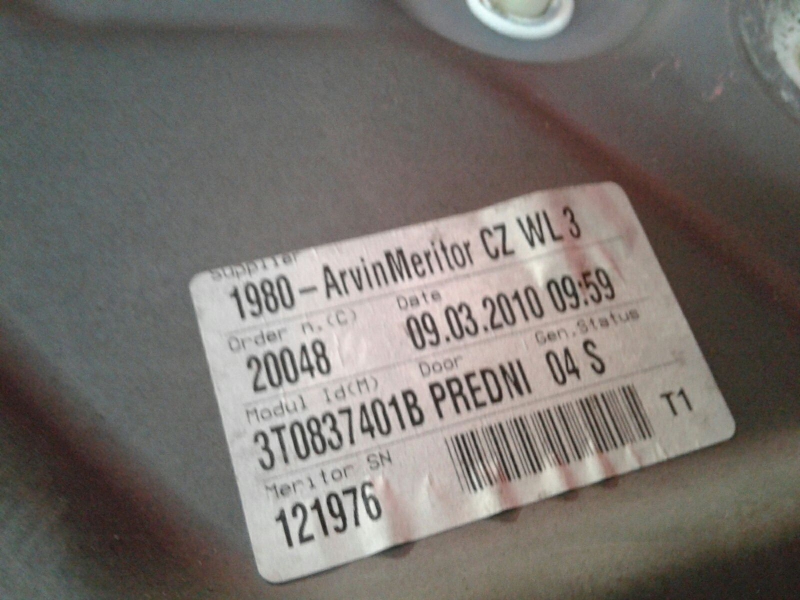 Supplier
1980-ArvinMeritor CZ WL 3
Order n.(C) Date
20048 09.03.2010 09:59
Modul Id(M) Door Gen.Status
3T0837401B PREDNI 04 S
Meritor SN T1
121976